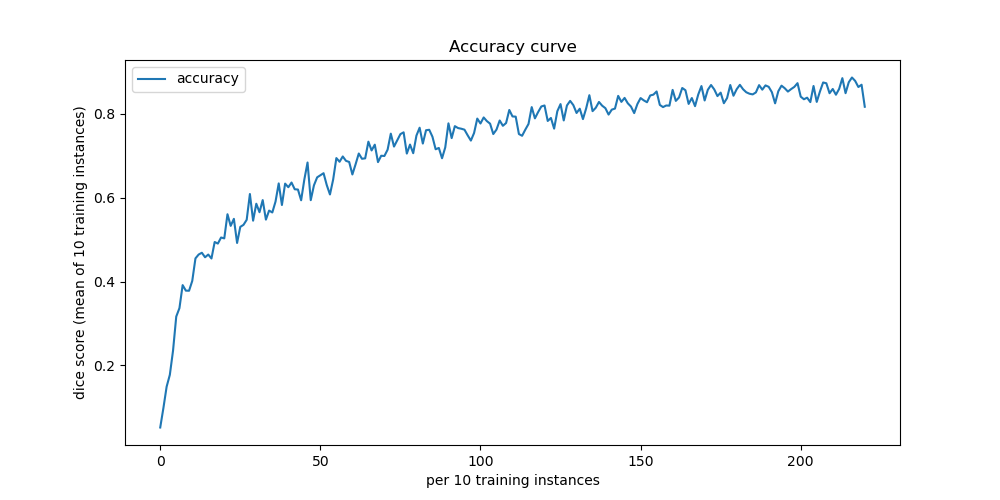 Accuracy curve
accuracy
dice score (mean of 10 training instances)
0.8
0.6
0.4
0.2
0 50 100 150 200
per 10 training instances